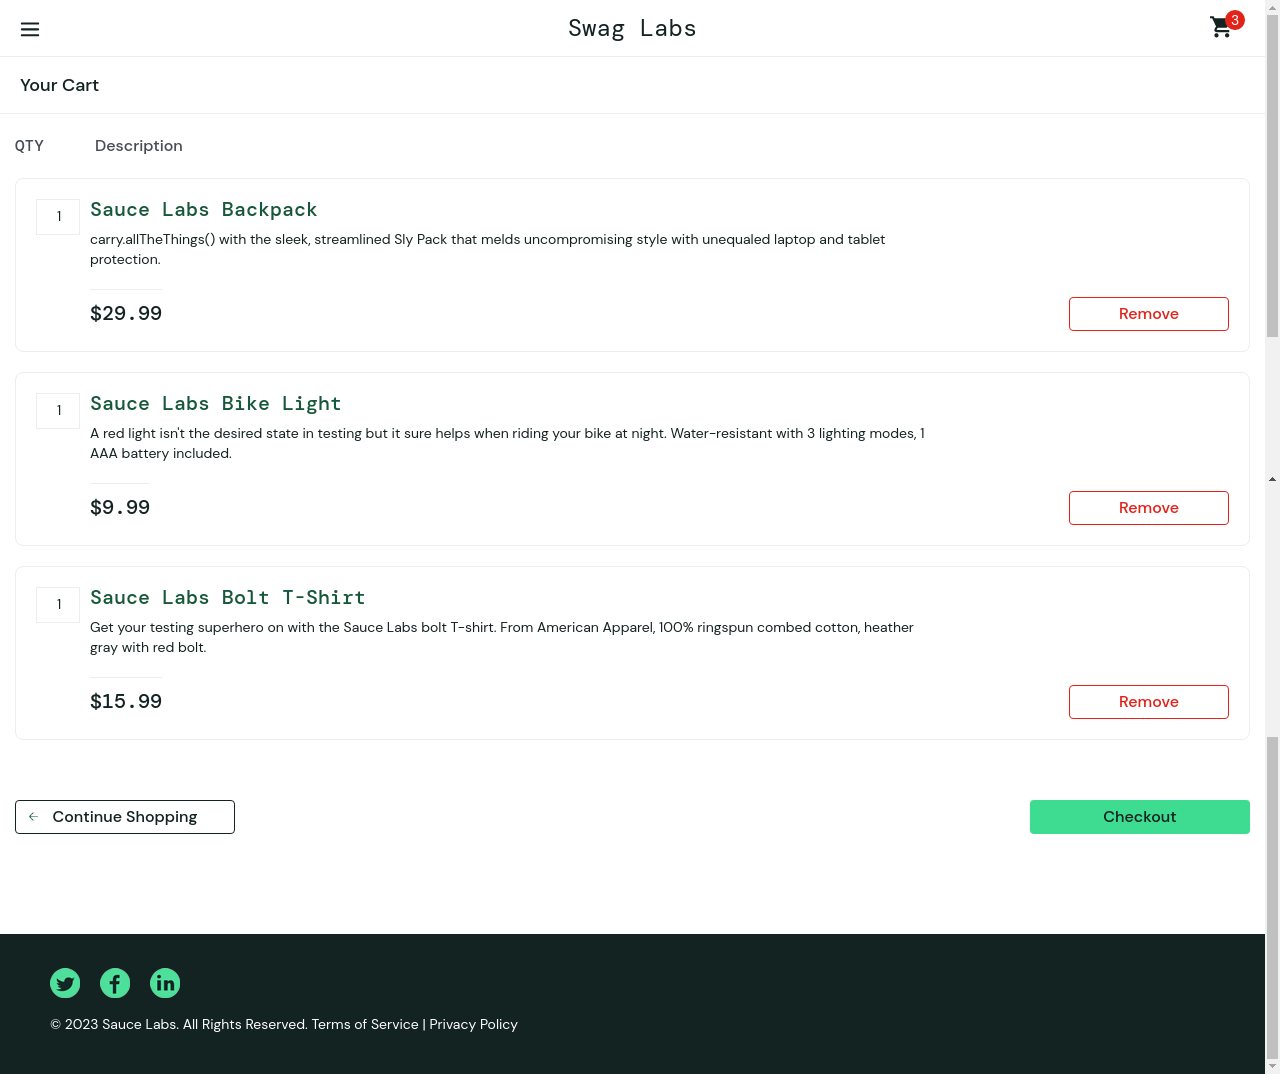 Swag Labs
3
Your Cart
QTY Description
1
Sauce Labs Backpack
carry.allTheThings() with the sleek, streamlined Sly Pack that melds uncompromising style with unequaled laptop and tablet
protection.
$29.99
Remove
1
Sauce Labs Bike Light
A red light isn't the desired state in testing but it sure helps when riding your bike at night. Water-resistant with 3 lighting modes, 1
AAA battery included.
$9.99
Remove
1
Sauce Labs Bolt T-Shirt
Get your testing superhero on with the Sauce Labs bolt T-shirt. From American Apparel, 100% ringspun combed cotton, heather
gray with red bolt.
$15.99
Remove
Continue Shopping
Checkout
© 2023 Sauce Labs. All Rights Reserved. Terms of Service | Privacy Policy